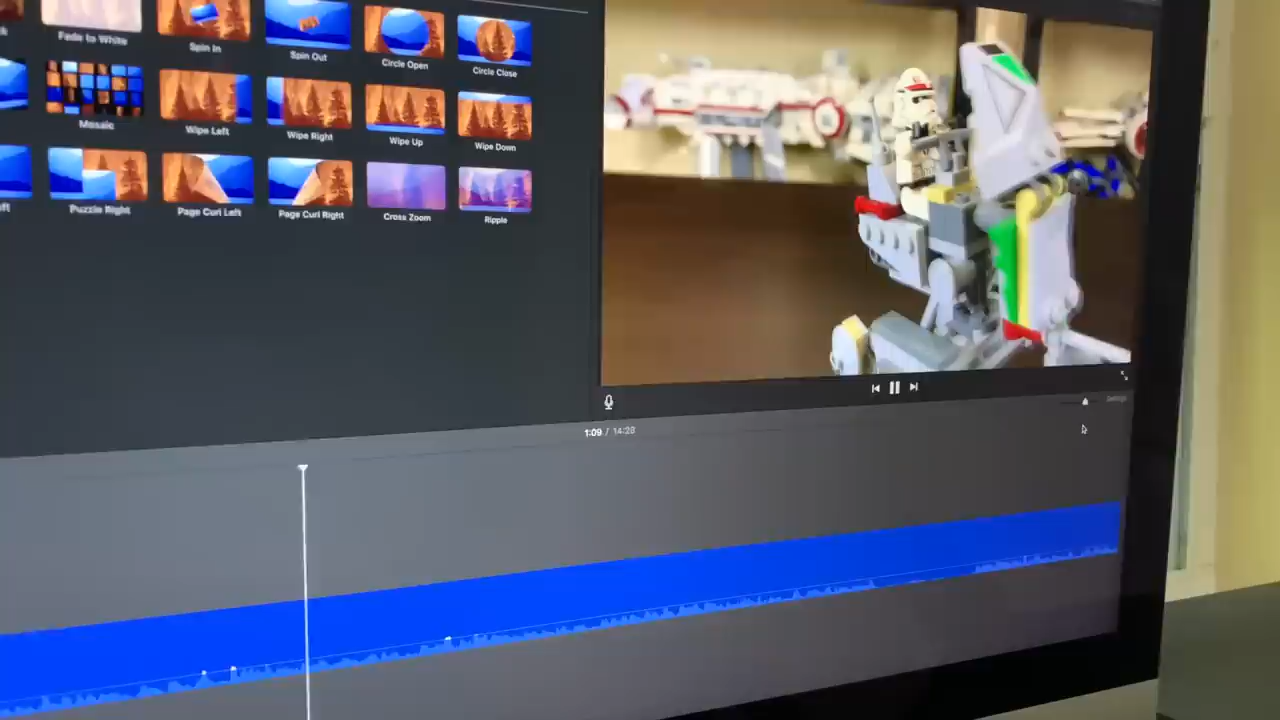 Fade to White
Spin In
Spin Out
Circle Open
Circle Close
Mosaic
Wipe Left
Wipe Right
Wipe Up
Wipe Down
Puzzle Right
Page Curl Left
Page Curl Right
Cross Zoom
Ripple
Settings
1:09 / 14:28